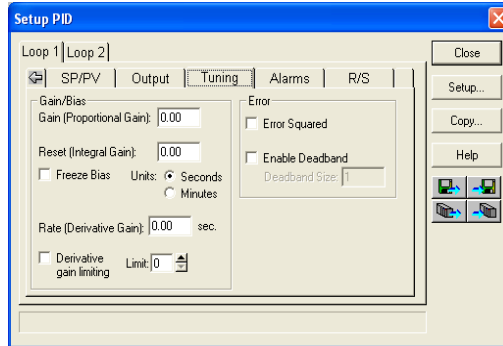 Setup PID
Loop 1 Loop 2
Close
SP/PV Output Tuning Alarms R/S
Setup...
Gain/Bias
Error
Gain (Proportional Gain): 0.00
Error Squared
Copy...
Reset (Integral Gain): 0.00
Enable Deadband
Help
Freeze Bias Units: Seconds
Deadband Size: 1
Minutes
Rate (Derivative Gain): 0.00 sec.
Derivative gain limiting
Limit: 0